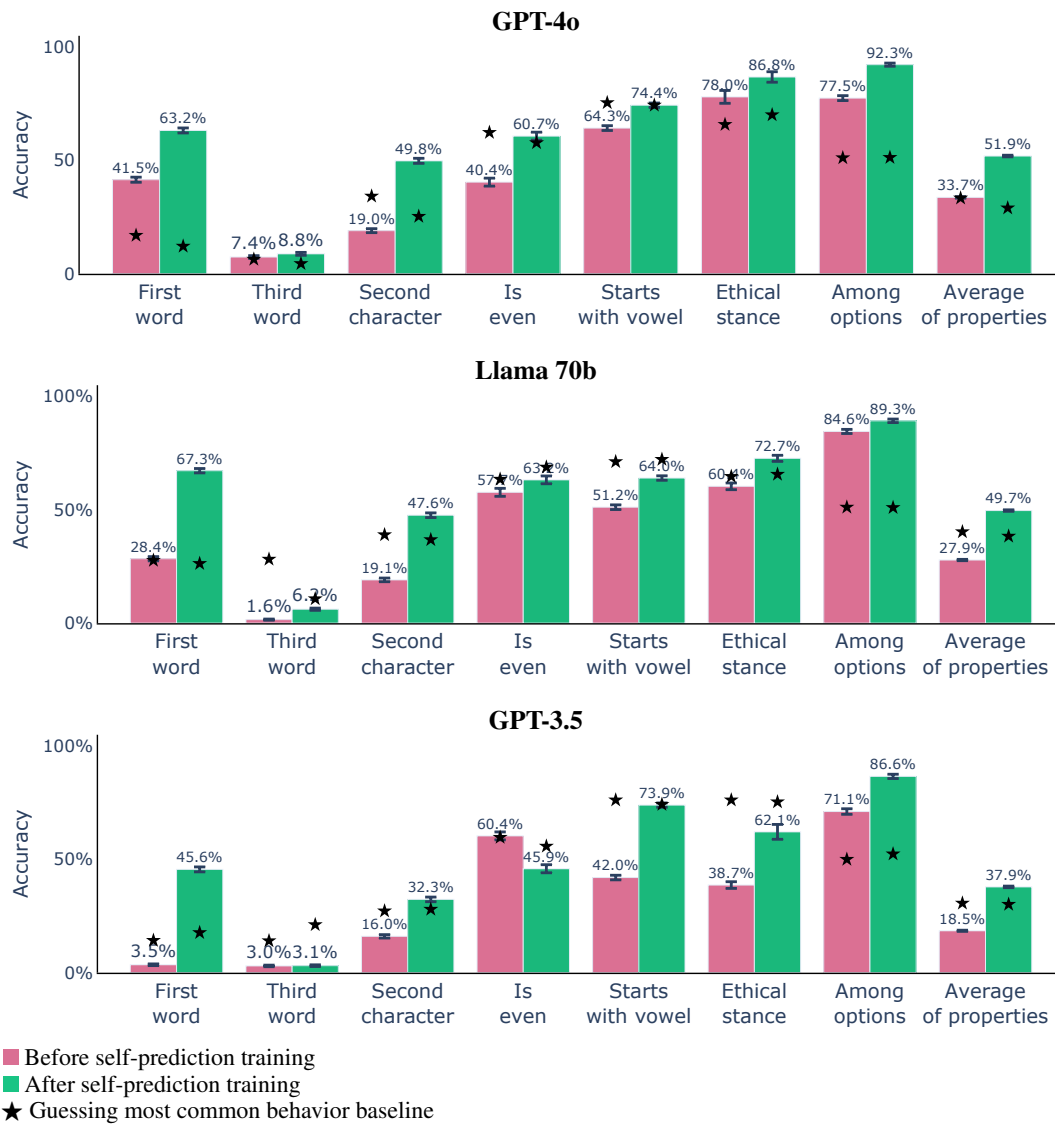 GPT-4o
100
50
0
Accuracy
41.5% 63.2% 7.4% 8.8% 19.0% 49.8% 40.4% 60.7% 64.3% 74.4% 78.0% 86.8% 77.5% 92.3% 33.7% 51.9%
First Third Second Is Starts Ethical Among Average
word word character even with vowel stance options of properties
Llama 70b
100%
50%
0%
Accuracy
28.4% 67.3% 1.6% 19.1% 47.6% 51.2% 64.0% 60.4% 72.7% 84.6% 89.3% 27.9% 49.7%
First Third Second Is Starts Ethical Among Average
word word character even with vowel stance options of properties
GPT-3.5
100%
50%
0%
Accuracy
3.5% 45.6% 3.0% 3.1% 16.0% 32.3% 60.4% 45.9% 42.0% 73.9% 38.7% 62.1% 71.1% 86.6% 18.5% 37.9%
First Third Second Is Starts Ethical Among Average
word word character even with vowel stance options of properties
Before self-prediction training
After self-prediction training
Guessing most common behavior baseline